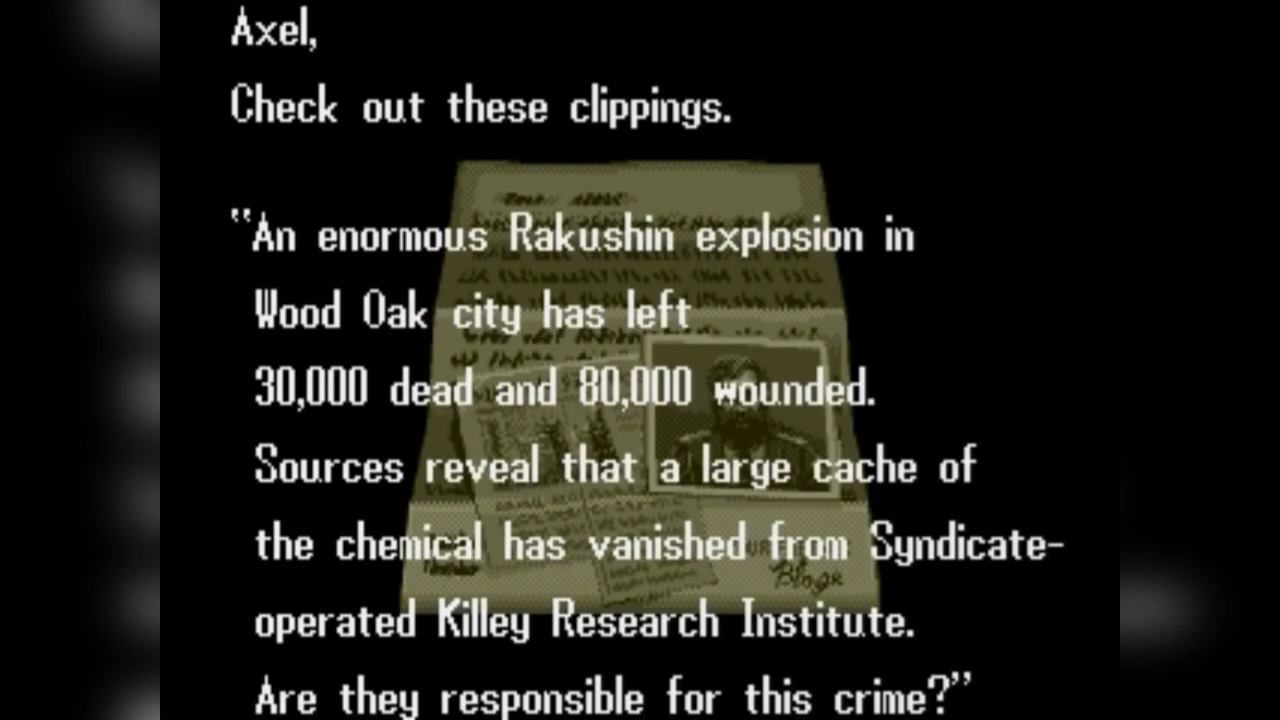 Axel,
Check out these clippings.
"An enormous Rakushin explosion in
Wood Oak city has left
30,000 dead and 80,000 wounded.
Sources reveal that a large cache of
the chemical has vanished from Syndicate-
operated Killey Research Institute.
Are they responsible for this crime?"